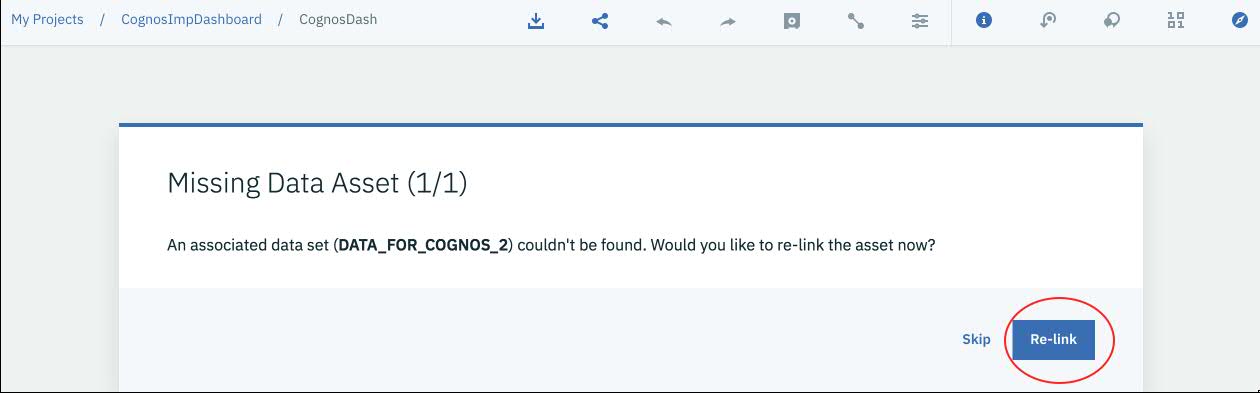 My Projects / CognosImpDashboard / CognosDash
Missing Data Asset (1/1)
An associated data set (DATA_FOR_COGNOS_2) couldn't be found. Would you like to re-link the asset now?
Skip Re-link